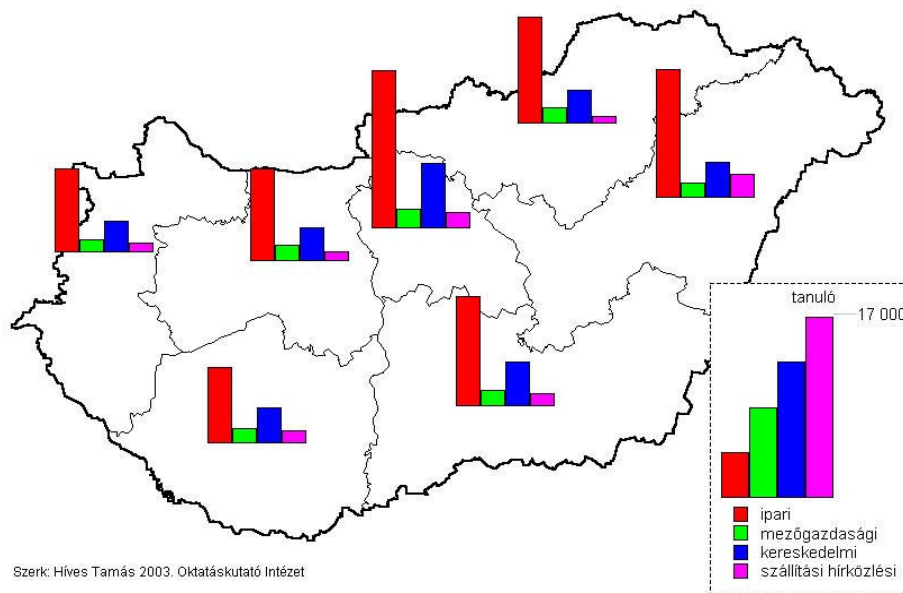 tanuló
17 000
ipari
mezőgazdasági
kereskedelmi
szállítási hírközlési
Szerk: Híves Tamás 2003. Oktatáskutató Intézet